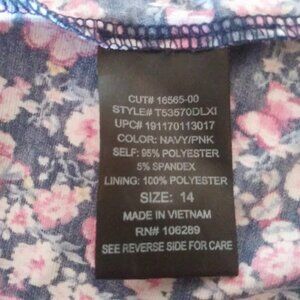 CUT# 16565-00
STYLE# T53570DLXI
UPC# 191170113017
COLOR: NAVY/PNK
SELF: 95% POLYESTER
5% SPANDEX
LINING: 100% POLYESTER
SIZE: 14
MADE IN VIETNAM
RN# 106289
SEE REVERSE SIDE FOR CARE